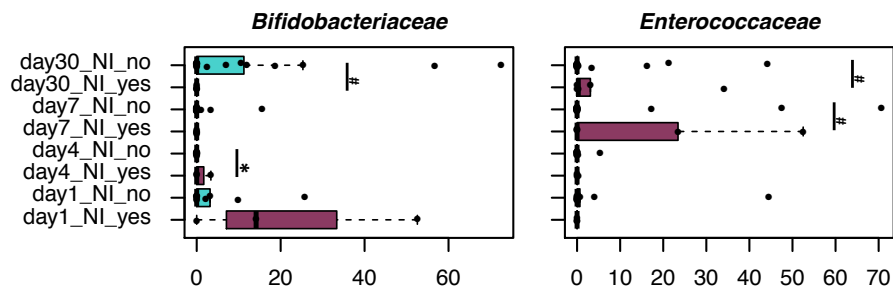 Bifidobacteriaceae Enterococcaceae
day30_NI_no
day30_NI_yes
day7_NI_no
day7_NI_yes
day4_NI_no
day4_NI_yes
day1_NI_no
day1_NI_yes
# # # *
0 20 40 60 0 10 20 30 40 50 60 70